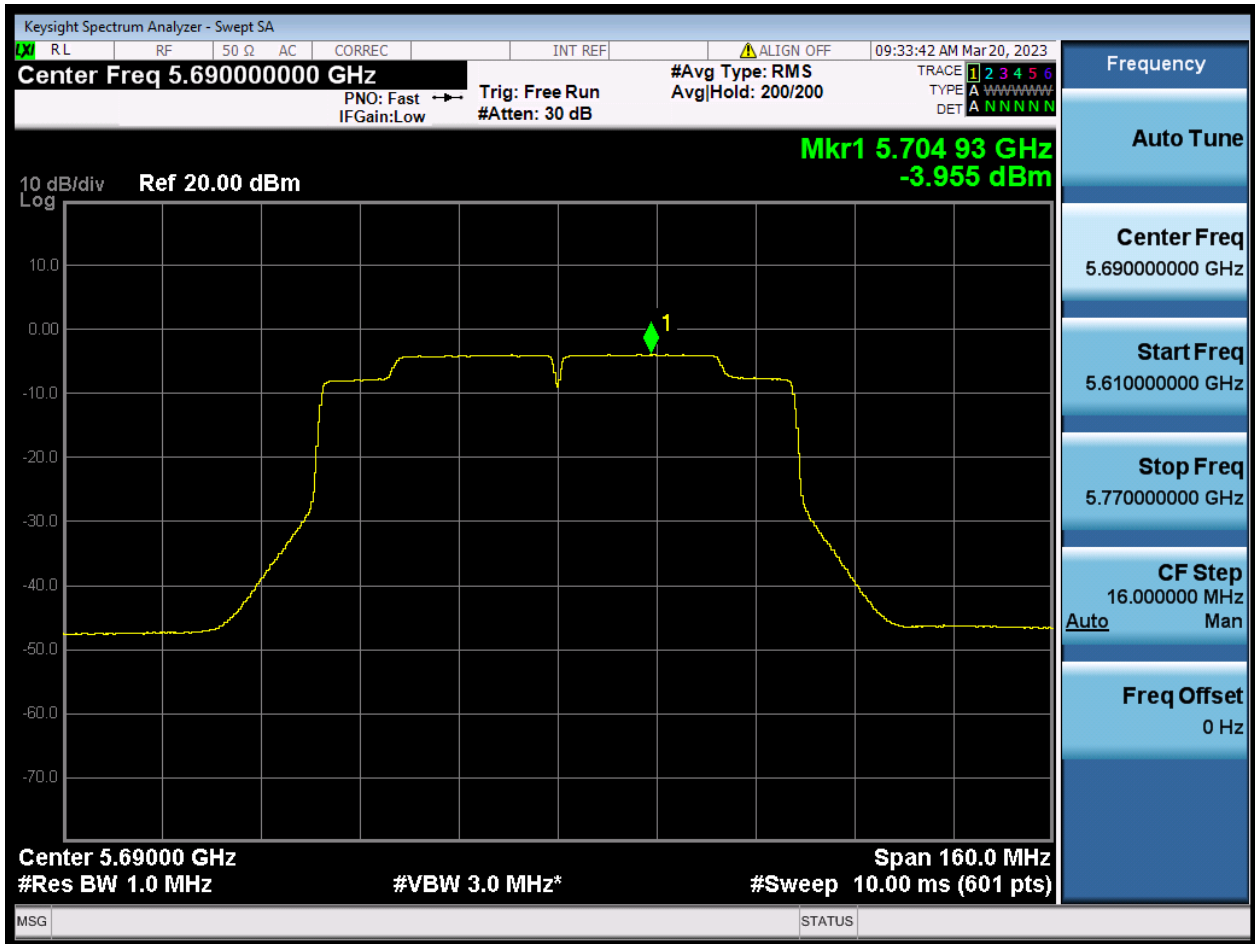 Keysight Spectrum Analyzer - Swept SA
LXI RL RF 50 Ω AC CORREC INT REF ALIGN OFF 09:33:42 AM Mar 20, 2023
Center Freq 5.690000000 GHz
PNO: Fast
IFGain:Low
Trig: Free Run
#Atten: 30 dB
#Avg Type: RMS
Avg|Hold: 200/200
TRACE 1 2 3 4 5 6
TYPE A WWWWW
DET A N N N N N
Mkr1 5.704 93 GHz
-3.955 dBm
10 dB/div Ref 20.00 dBm
Log
10.0
0.00
-10.0
-20.0
-30.0
-40.0
-50.0
-60.0
-70.0
1
Center 5.69000 GHz Span 160.0 MHz
#Res BW 1.0 MHz #VBW 3.0 MHz* #Sweep 10.00 ms (601 pts)
MSG STATUS
Frequency
Auto Tune
Center Freq
5.690000000 GHz
Start Freq
5.610000000 GHz
Stop Freq
5.770000000 GHz
CF Step
16.000000 MHz
Auto Man
Freq Offset
0 Hz